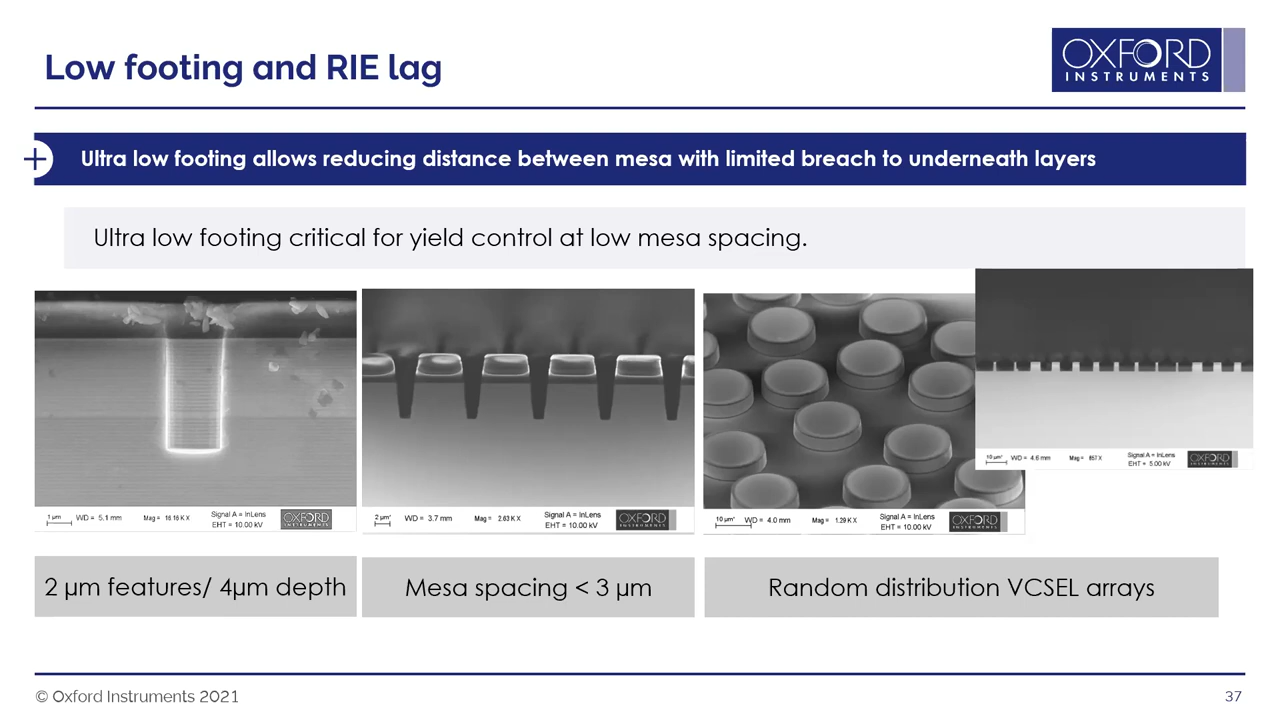 Low footing and RIE lag
OXFORD
INSTRUMENTS
Ultra low footing allows reducing distance between mesa with limited breach to underneath layers
Ultra low footing critical for yield control at low mesa spacing.
1 µm
WD = 5.1 mm
Mag = 16.16 K X
Signal A = InLens
EHT = 10.00 kV
OXFORD
2 µm
WD = 3.7 mm
Mag = 2.63 K X
Signal A = InLens
EHT = 10.00 kV
OXFORD
10 µm*
WD = 4.0 mm
Mag = 1.29 K X
Signal A = InLens
EHT = 10.00 kV
OXFORD
10 µm*
WD = 4.6 mm
Mag = 857 X
Signal A = InLens
EHT = 5.00 kV
OXFORD
2 µm features/ 4µm depth
Mesa spacing < 3 µm
Random distribution VCSEL arrays
© Oxford Instruments 2021
37